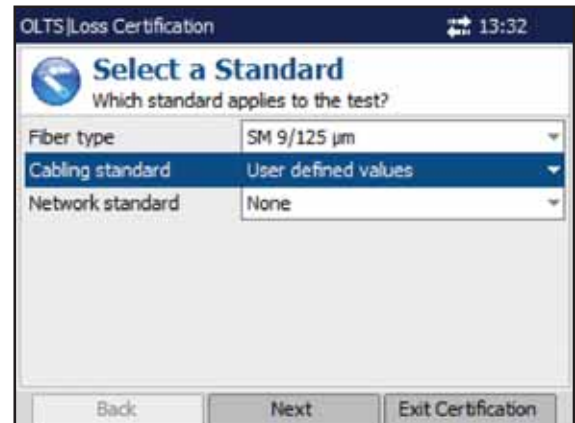 OLTS|Loss Certification 13:32
Select a Standard
Which standard applies to the test?
Fiber type SM 9/125 µm
Cabling standard User defined values
Network standard None
Back Next Exit Certification